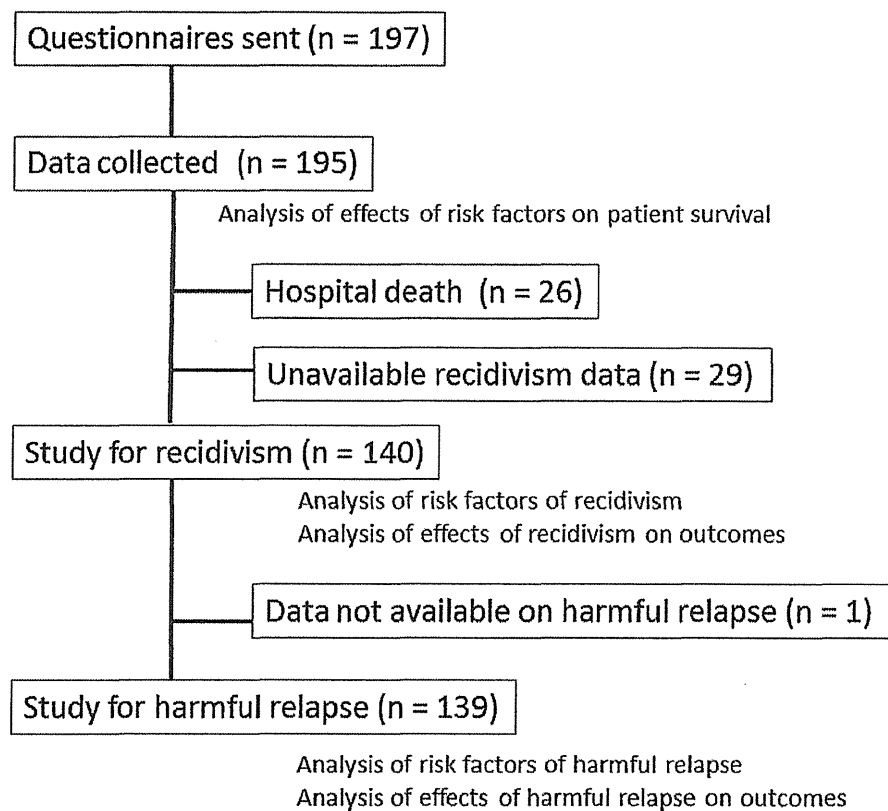 Questionnaires sent (n = 197)
Data collected (n = 195)
Analysis of effects of risk factors on patient survival
Hospital death (n = 26)
Unavailable recidivism data (n = 29)
Study for recidivism (n = 140)
Analysis of risk factors of recidivism
Analysis of effects of recidivism on outcomes
Data not available on harmful relapse (n = 1)
Study for harmful relapse (n = 139)
Analysis of risk factors of harmful relapse
Analysis of effects of harmful relapse on outcomes